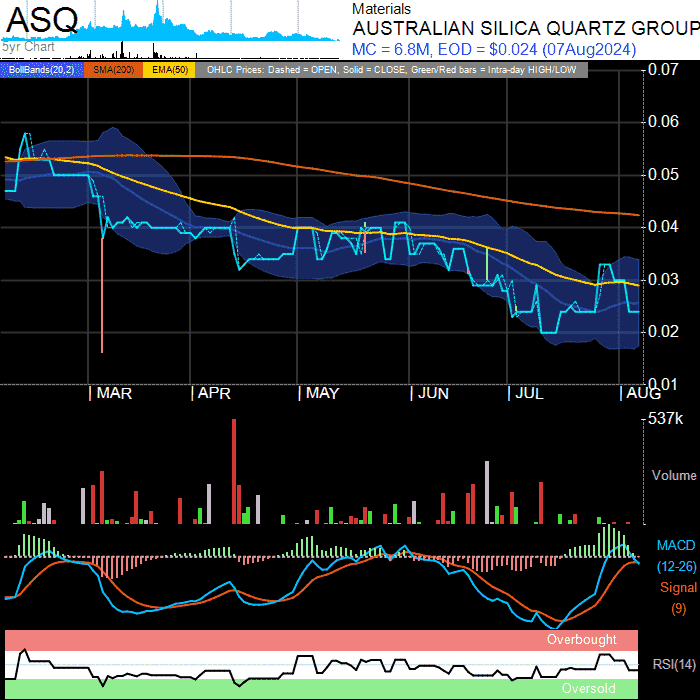 ASQ
5yr Chart
Materials
AUSTRALIAN SILICA QUARTZ GROUP
MC = 6.8M, EOD = $0.024 (07Aug2024)
BollBands(20,2) SMA(200) EMA(50) OHLC Prices: Dashed = OPEN, Solid = CLOSE, Green/Red bars = Intra-day HIGH/LOW
0.07
0.06
0.05
0.04
0.03
0.02
0.01
MAR APR MAY JUN JUL AUG
537k
Volume
MACD
(12-26)
Signal
(9)
Overbought
RSI(14)
Oversold